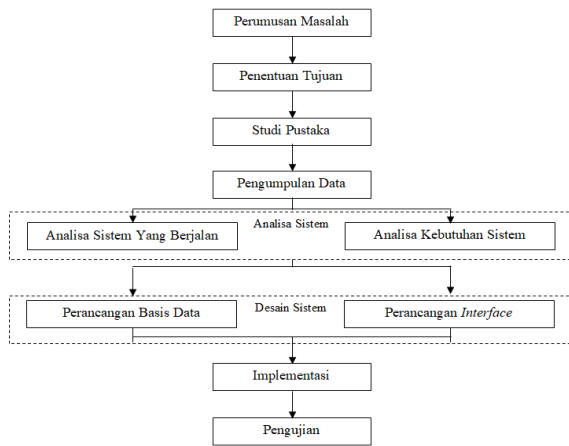 Perumusan Masalah
Penentuan Tujuan
Studi Pustaka
Pengumpulan Data
Analisa Sistem
Analisa Sistem Yang Berjalan
Analisa Kebutuhan Sistem
Perancangan Basis Data
Desain Sistem
Perancangan Interface
Implementasi
Pengujian